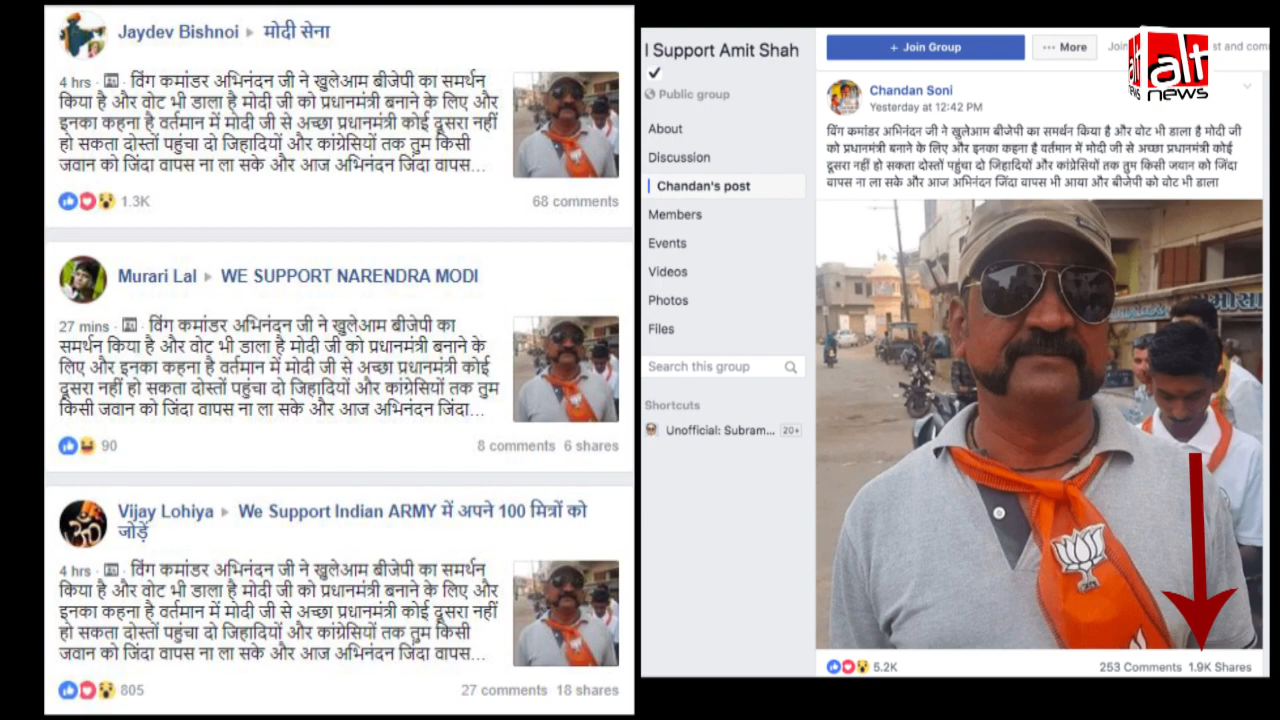 Jaydev Bishnoi ▸ मोदी सेना
4 hrs · विंग कमांडर अभिनंदन जी ने खुलेआम बीजेपी का समर्थन
किया है और वोट भी डाला है मोदी जी को प्रधानमंत्री बनाने के लिए और
इनका कहना है वर्तमान में मोदी जी से अच्छा प्रधानमंत्री कोई दूसरा नहीं
हो सकता दोस्तों पहुंचा दो जिहादियों और कांग्रेसियों तक तुम किसी
जवान को जिंदा वापस ना ला सके और आज अभिनंदन जिंदा वापस...
1.3K
68 comments
Murari Lal ▸ WE SUPPORT NARENDRA MODI
27 mins · विंग कमांडर अभिनंदन जी ने खुलेआम बीजेपी का
समर्थन किया है और वोट भी डाला है मोदी जी को प्रधानमंत्री बनाने के
लिए और इनका कहना है वर्तमान में मोदी जी से अच्छा प्रधानमंत्री कोई
दूसरा नहीं हो सकता दोस्तों पहुंचा दो जिहादियों और कांग्रेसियों तक तुम
किसी जवान को जिंदा वापस ना ला सके और आज अभिनंदन जिंदा...
90
8 comments 6 shares
Vijay Lohiya ▸ We Support Indian ARMY में अपने 100 मित्रों को
जोड़ें
4 hrs · विंग कमांडर अभिनंदन जी ने खुलेआम बीजेपी का समर्थन
किया है और वोट भी डाला है मोदी जी को प्रधानमंत्री बनाने के लिए और
इनका कहना है वर्तमान में मोदी जी से अच्छा प्रधानमंत्री कोई दूसरा नहीं
हो सकता दोस्तों पहुंचा दो जिहादियों और कांग्रेसियों तक तुम किसी
जवान को जिंदा वापस ना ला सके और आज अभिनंदन जिंदा वापस...
805
27 comments 18 shares
I Support Amit Shah
Public group
About
Discussion
Chandan's post
Members
Events
Videos
Photos
Files
Search this group
Shortcuts
Unofficial: Subram... 20+
+ Join Group
··· More
alt
news
Chandan Soni
Yesterday at 12:42 PM
विंग कमांडर अभिनंदन जी ने खुलेआम बीजेपी का समर्थन किया है और वोट भी डाला है मोदी जी
को प्रधानमंत्री बनाने के लिए और इनका कहना है वर्तमान में मोदी जी से अच्छा प्रधानमंत्री कोई
दूसरा नहीं हो सकता दोस्तों पहुंचा दो जिहादियों और कांग्रेसियों तक तुम किसी जवान को जिंदा
वापस ना ला सके और आज अभिनंदन जिंदा वापस भी आया और बीजेपी को वोट भी डाला
5.2K
253 Comments 1.9K Shares